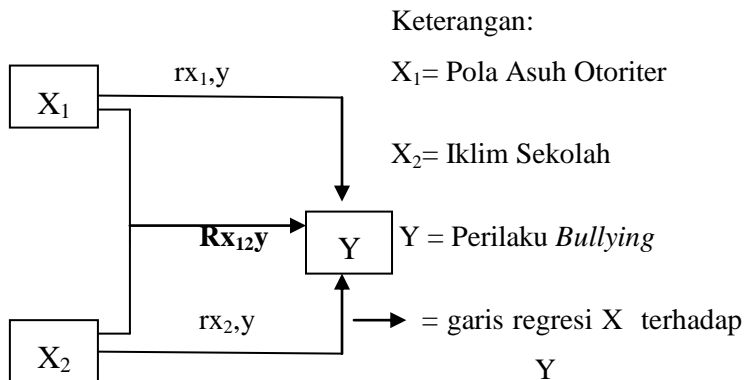 Keterangan:
rx₁,y
X₁= Pola Asuh Otoriter
X₁
X₂= Iklim Sekolah
Rx₁₂y
Y
Y = Perilaku Bullying
rx₂,y
= garis regresi X terhadap
Y
X₂